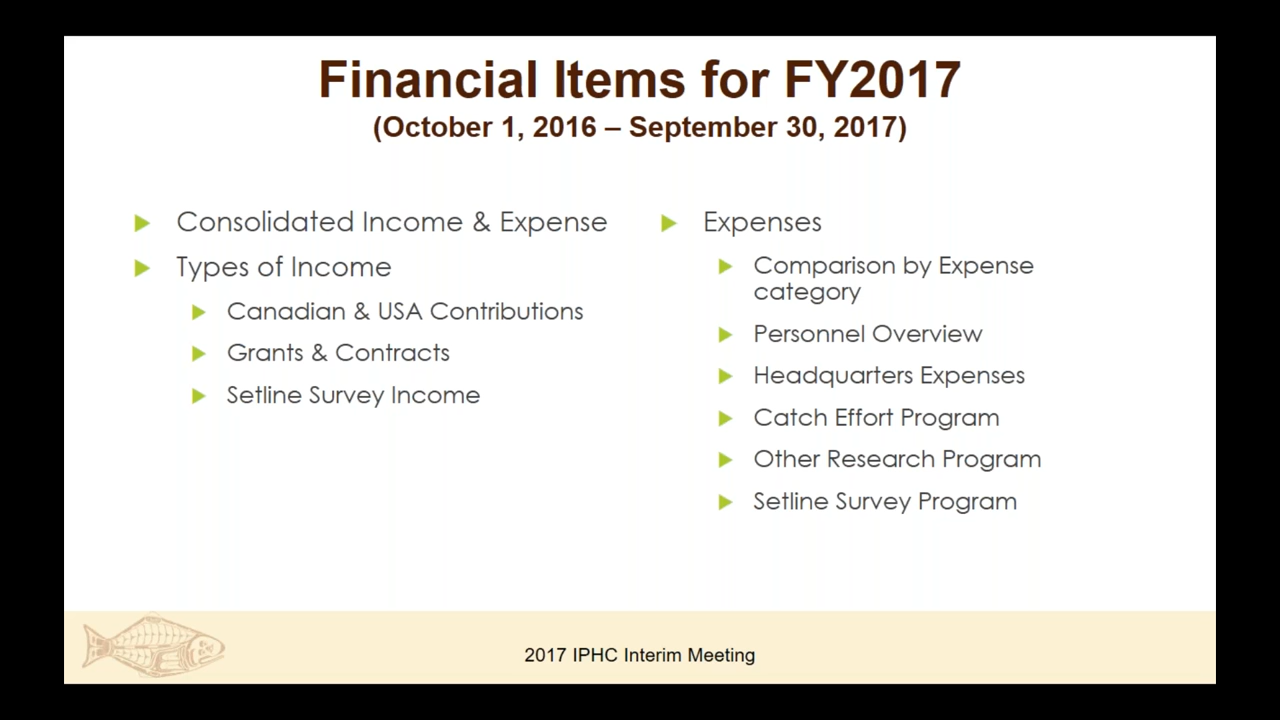 Financial Items for FY2017
(October 1, 2016 – September 30, 2017)
Consolidated Income & Expense
Types of Income
Canadian & USA Contributions
Grants & Contracts
Setline Survey Income
Expenses
Comparison by Expense
category
Personnel Overview
Headquarters Expenses
Catch Effort Program
Other Research Program
Setline Survey Program
2017 IPHC Interim Meeting